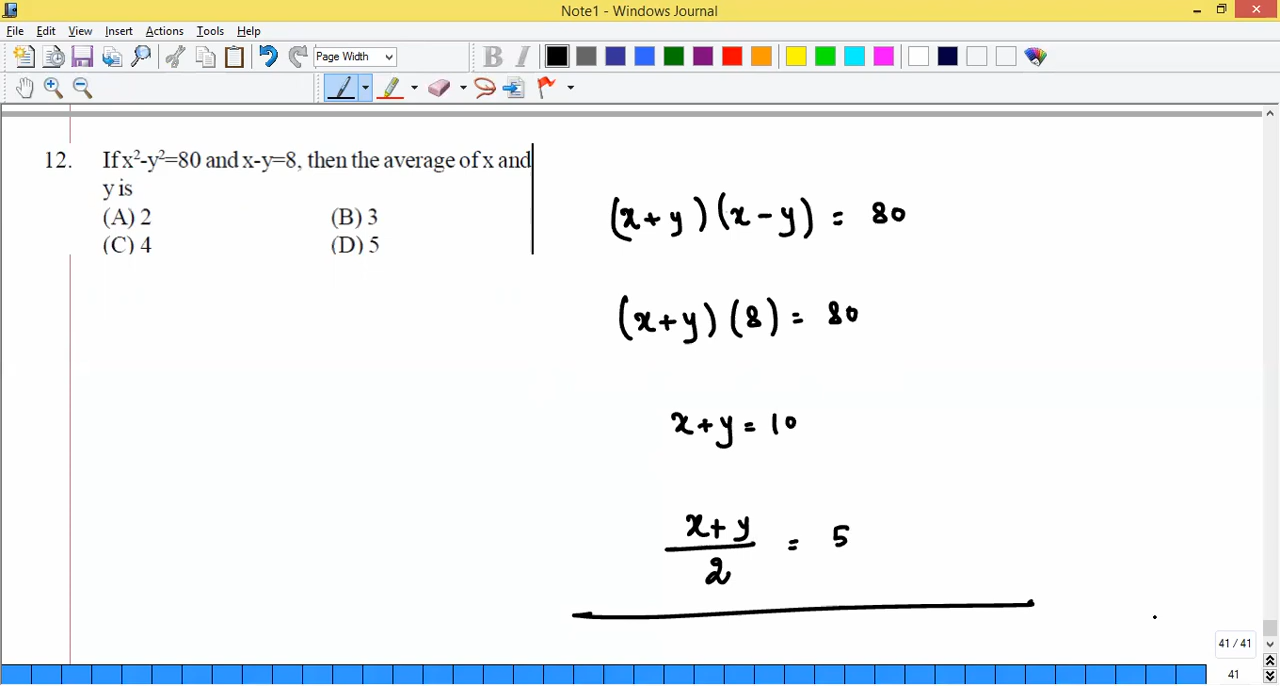 Note1 - Windows Journal
File Edit View Insert Actions Tools Help
Page Width
B I
12. If x²-y²=80 and x-y=8, then the average of x and
y is
(A) 2 (B) 3
(C) 4 (D) 5
(x+y)(x-y) = 80
(x+y)(8) = 80
x+y=10
x+y
2
= 5
41 / 41
41